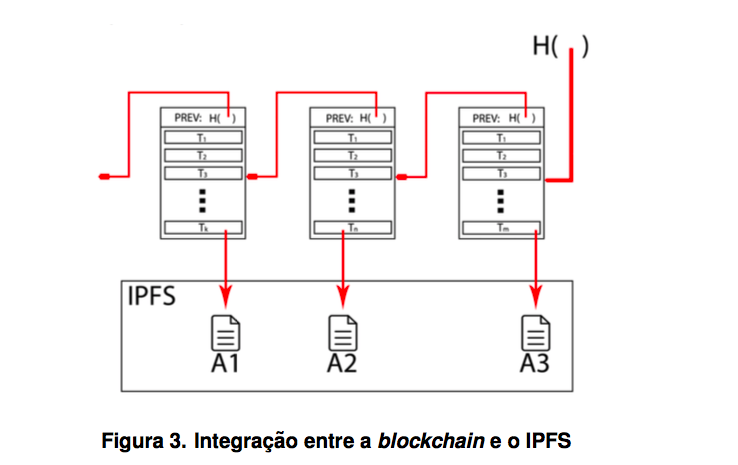 H( )
PREV: H( ) PREV: H( ) PREV: H( )
T₁ T₁ T₁
T₂ T₂ T₂
T₃ T₃ T₃
Tₖ Tₙ Tₘ
IPFS
A1 A2 A3
Figura 3. Integração entre a blockchain e o IPFS